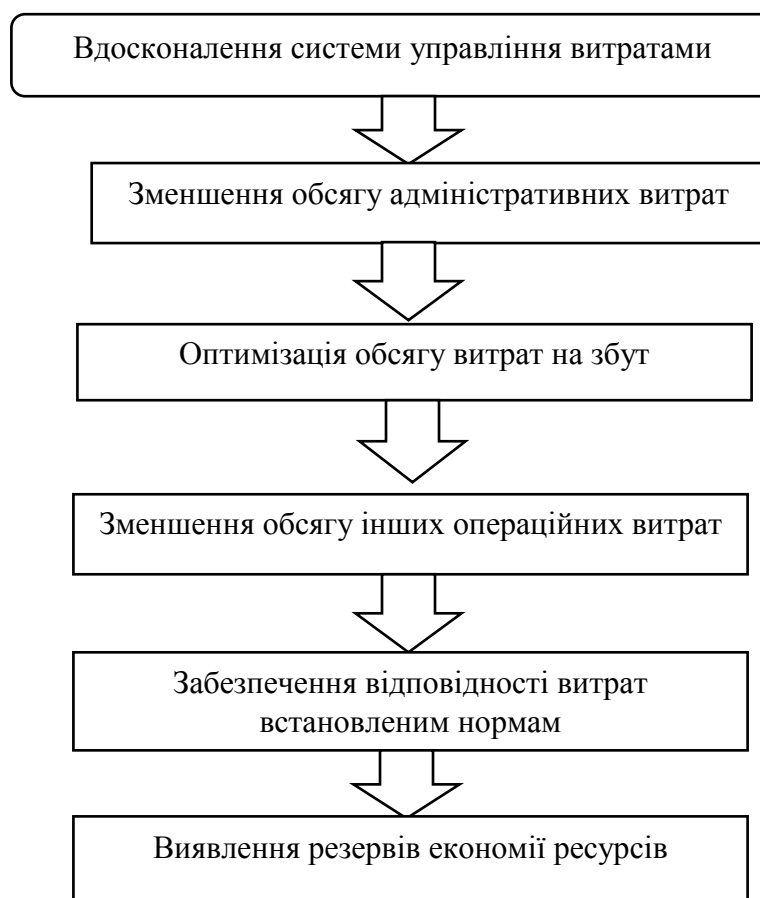 Вдосконалення системи управління витратами
Зменшення обсягу адміністративних витрат
Оптимізація обсягу витрат на збут
Зменшення обсягу інших операційних витрат
Забезпечення відповідності витрат
встановленим нормам
Виявлення резервів економії ресурсів